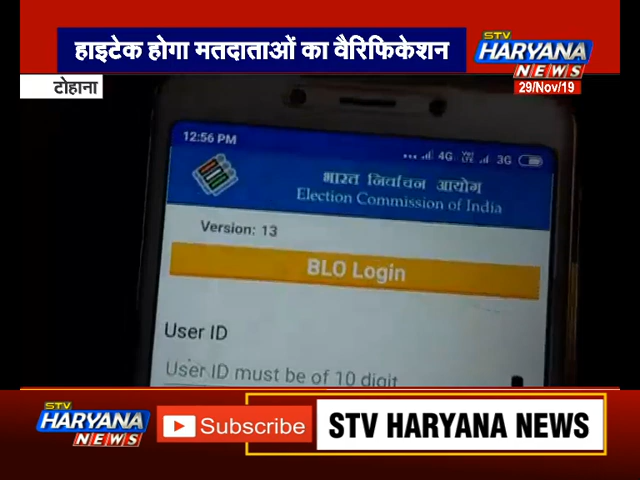 हाइटेक होगा मतदाताओं का वैरिफिकेशन
STV
HARYANA
NEWS
टोहाना
29/Nov/19
12:56 PM
4G
3G
भारत निर्वाचन आयोग
Election Commission of India
Version: 13
BLO Login
User ID
User ID must be of 10 digit
STV
HARYANA
NEWS
Subscribe
STV HARYANA NEWS